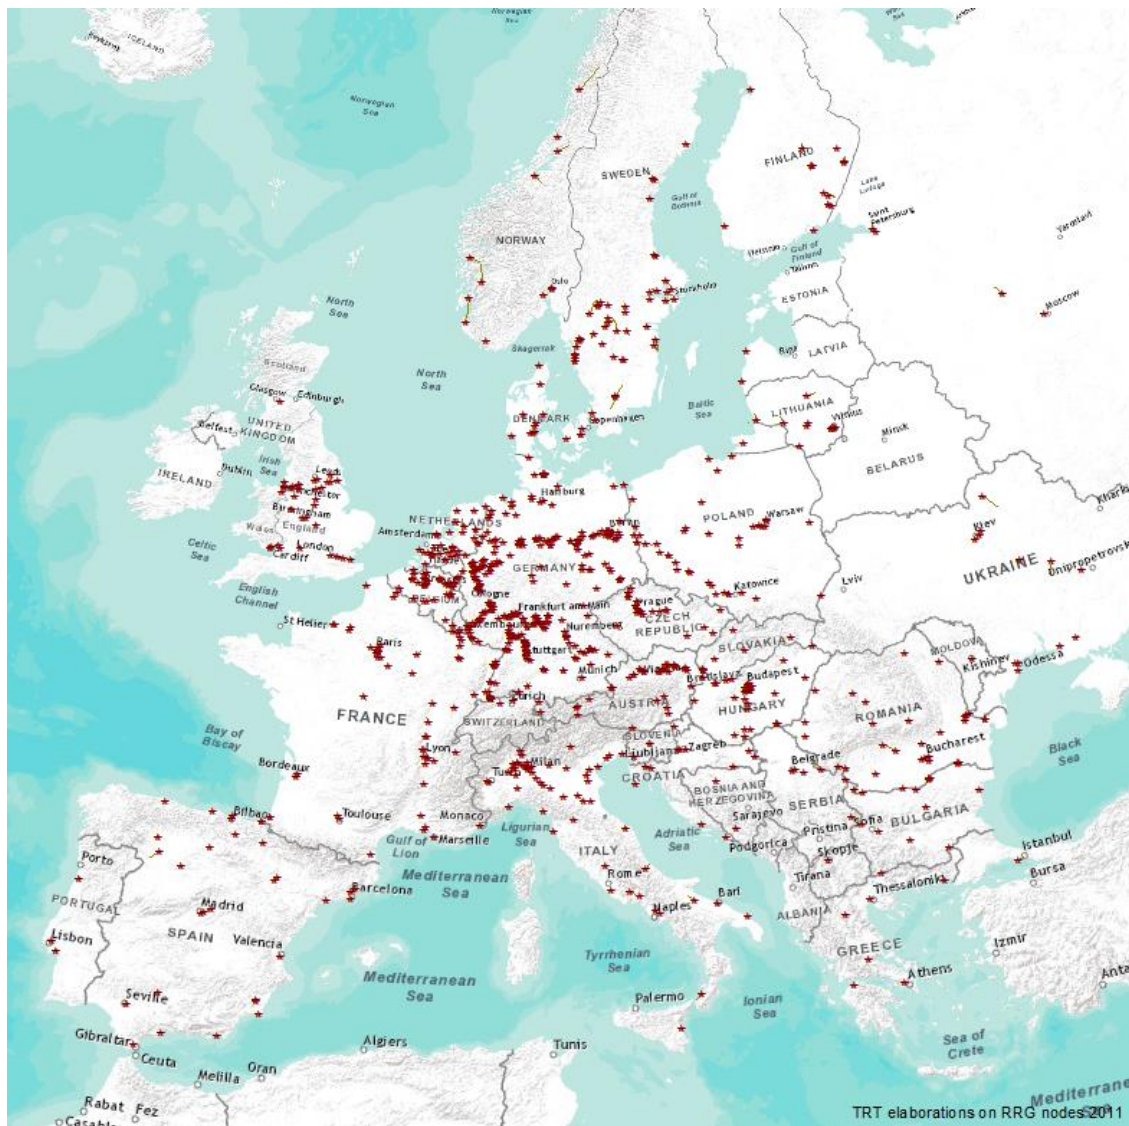 Norwegian
Sea
ICELAND
Reykjavik
Norwegian
Sea
FINLAND
SWEDEN
Gulf of
Bothnia
Lake
Ladoga
Saint
Petersburg
Yaroslavl
NORWAY
Helsinki
Gulf of
Finland
Tallinn
Oslo
Stockholm
ESTONIA
Moscow
North
Sea
Skagerrak
Riga
LATVIA
Scotland
North
Sea
Glasgow
Edinburgh
Baltic
Sea
LITHUANIA
DENMARK
Copenhagen
Vilnius
UNITED
KINGDOM
Belfast
Minsk
BELARUS
Irish
Sea
Leeds
Dublin
IRELAND
Manchester
Hamburg
Birmingham
POLAND
Warsaw
Kharki
NETHERLANDS
Berlin
Wales
England
Amsterdam
Kiev
Celtic
Sea
London
Cardiff
GERMANY
UKRAINE
Dnipropetrovsk
English
Channel
BELGIUM
Cologne
Katowice
Lviv
Frankfurt am Main
Prague
CZECH
REPUBLIC
St Helier
Luxembourg
Nuremberg
Paris
Stuttgart
SLOVAKIA
MOLDOVA
Kishinev
Odessa
Munich
Vienna
Bratislava
Budapest
Zurich
AUSTRIA
HUNGARY
FRANCE
SWITZERLAND
ROMANIA
Bay of
Biscay
SLOVENIA
Lyon
Ljubljana
Zagreb
Bucharest
Black
Sea
Bordeaux
Milan
Turin
CROATIA
Belgrade
BOSNIA AND
HERZEGOVINA
SERBIA
Bilbao
Toulouse
Monaco
Ligurian
Sea
Sarajevo
Adriatic
Sea
Pristina
Sofia
BULGARIA
Gulf of
Lion
Marseille
ITALY
Podgorica
Skopje
Istanbul
Porto
Mediterranean
Sea
Rome
Tirana
Thessaloniki
Bursa
Barcelona
Bari
PORTUGAL
Madrid
Naples
ALBANIA
Lisbon
SPAIN
Valencia
Tyrrhenian
Sea
GREECE
Izmir
Mediterranean
Sea
Athens
Anta
Seville
Palermo
Ionian
Sea
Gibraltar
Ceuta
Algiers
Tunis
Sea of
Crete
Oran
Melilla
Rabat
Fez
Casabl
Mediterranean
Sea
TRT elaborations on RRG nodes 2011